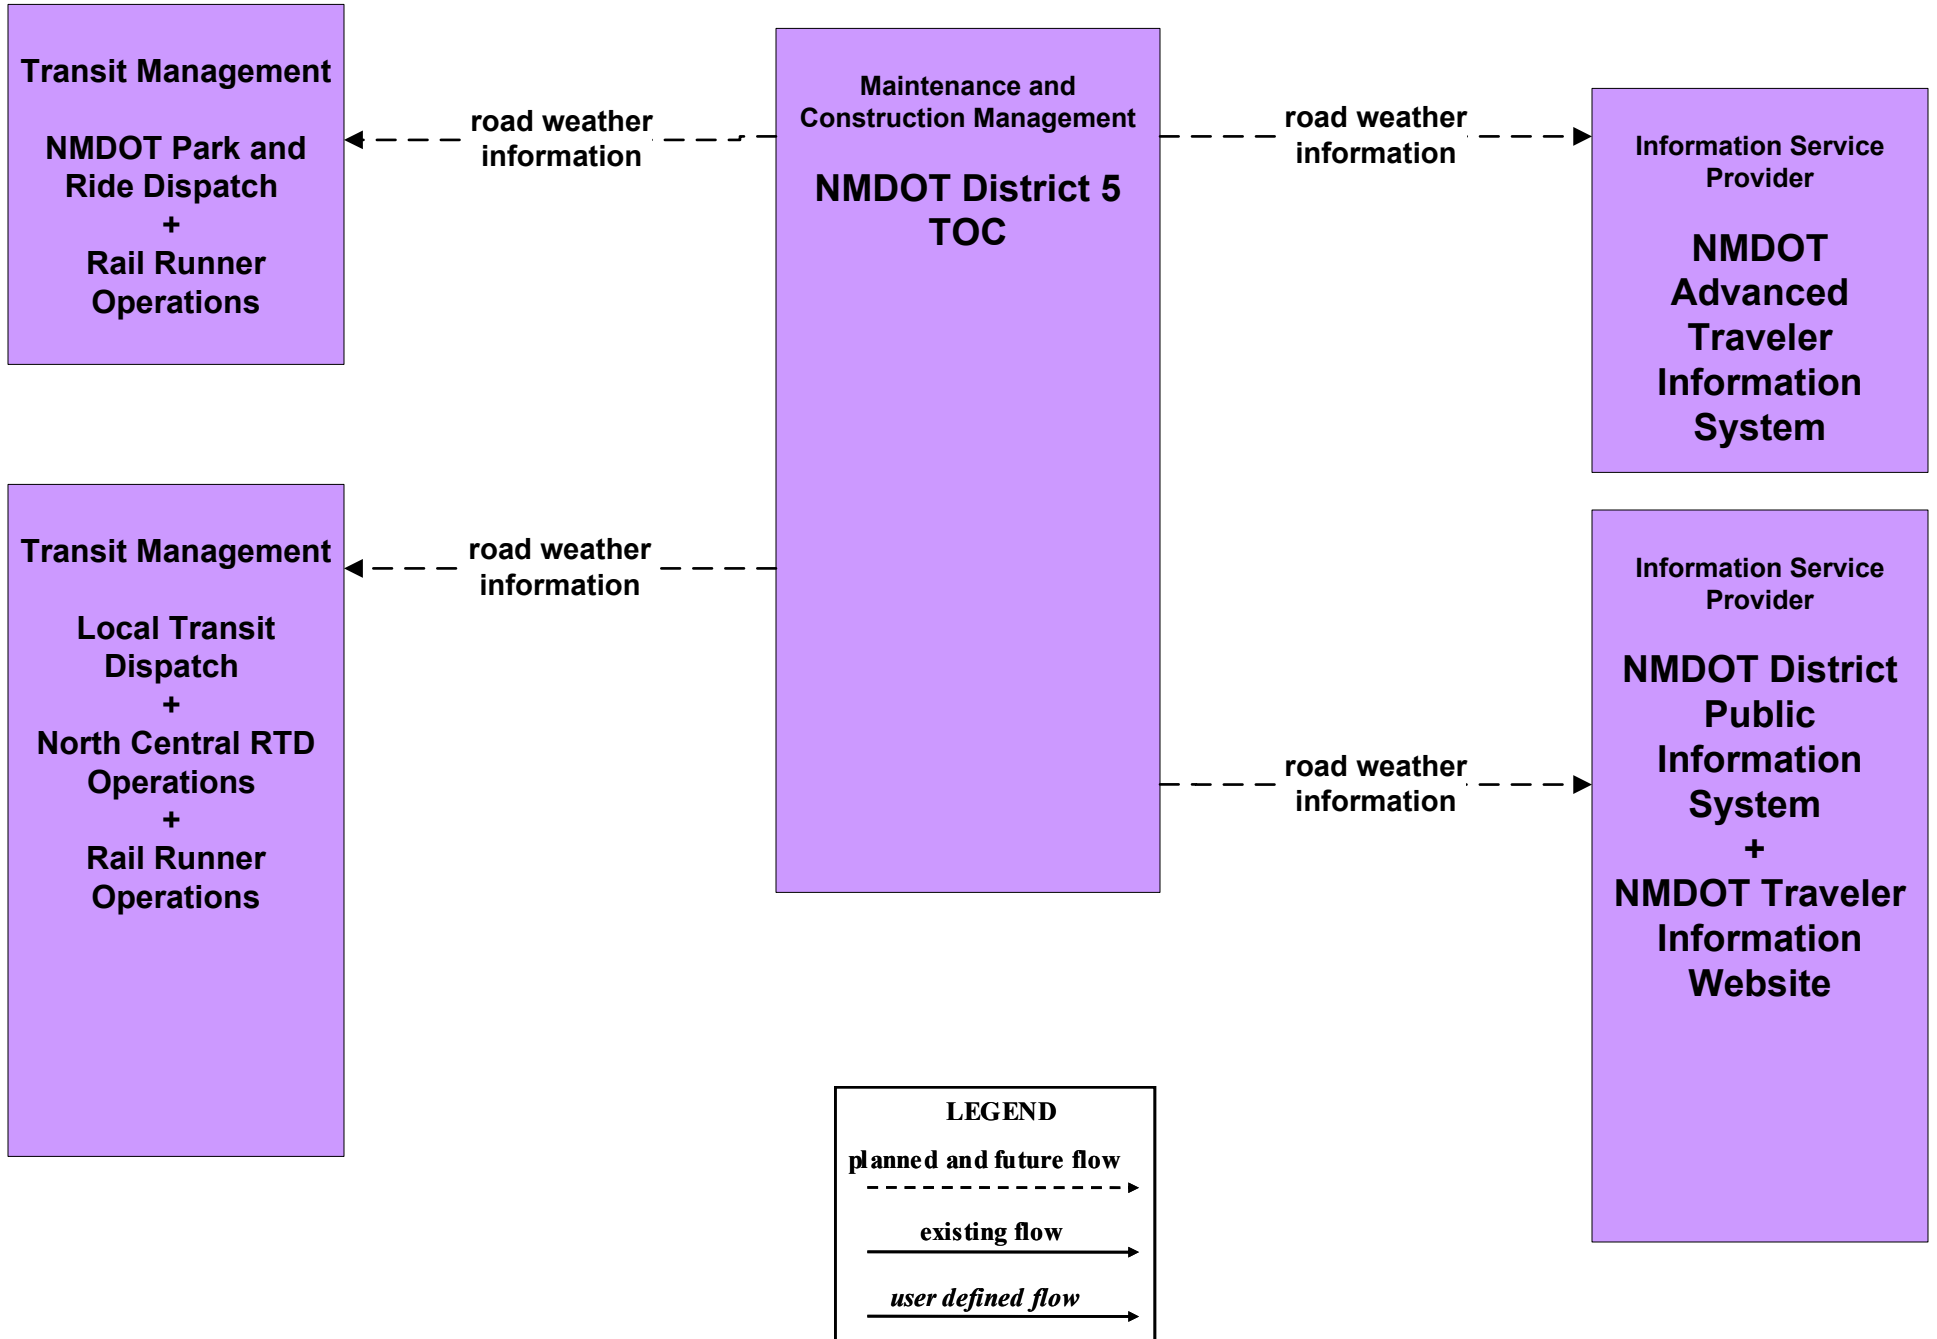 Transit Management
NMDOT Park and
Ride Dispatch
+
Rail Runner
Operations
road weather
information
Maintenance and
Construction Management
NMDOT District 5
TOC
road weather
information
Information Service
Provider
NMDOT
Advanced
Traveler
Information
System
Transit Management
Local Transit
Dispatch
+
North Central RTD
Operations
+
Rail Runner
Operations
road weather
information
road weather
information
Information Service
Provider
NMDOT District
Public
Information
System
+
NMDOT Traveler
Information
Website
LEGEND
planned and future flow
existing flow
user defined flow